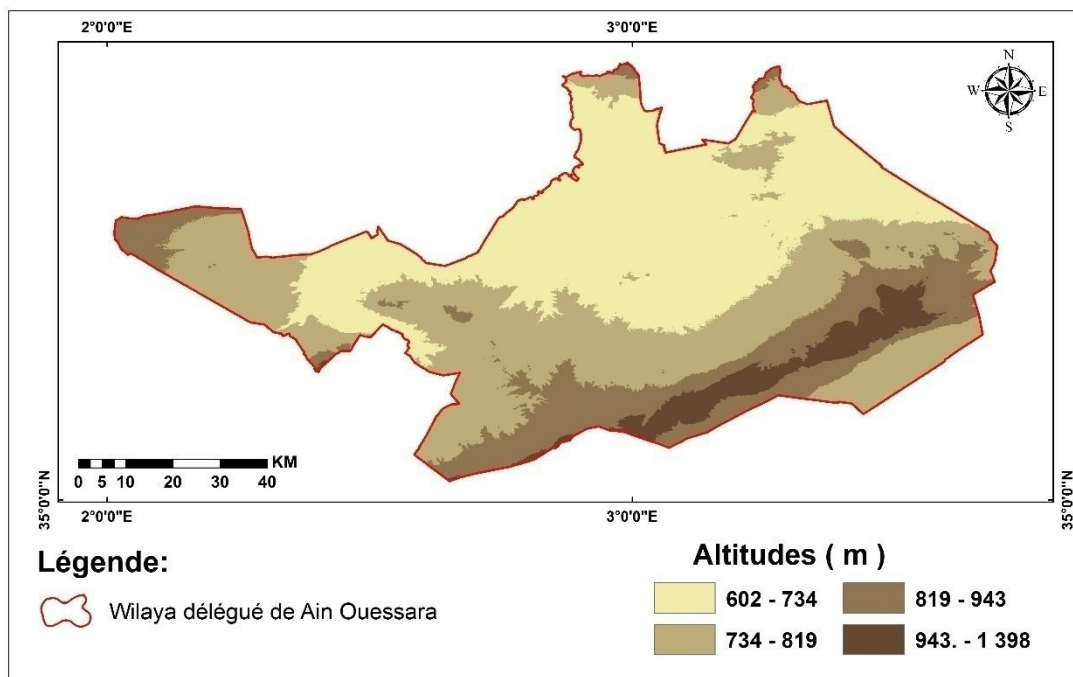 2°0'0"E 3°0'0"E
N
W E
S
KM
0 5 10 20 30 40
35°0'0"N 35°0'0"N
2°0'0"E 3°0'0"E
Légende:
Wilaya délégué de Ain Ouessara
Altitudes ( m )
602 - 734 819 - 943
734 - 819 943. - 1 398